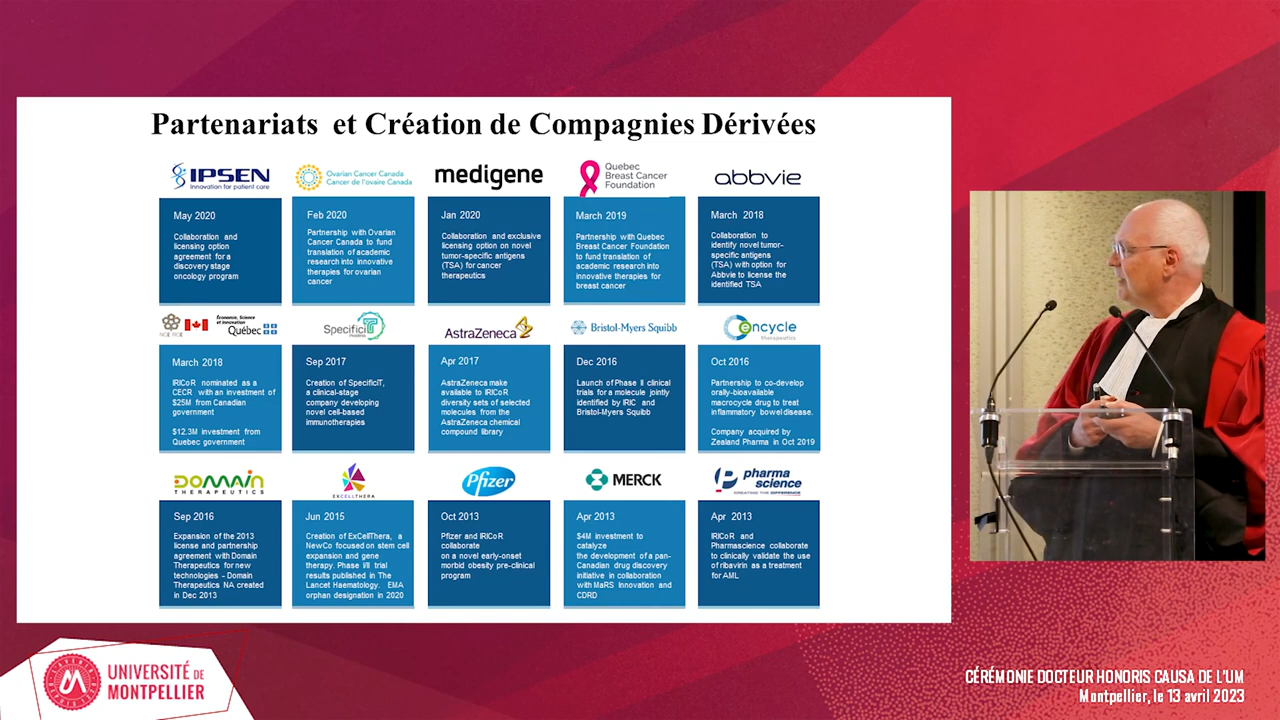 Partenariats et Création de Compagnies Dérivées
IPSEN
Innovation for patient care
Ovarian Cancer Canada
Cancer de l'ovaire Canada
medigene
Quebec
Breast Cancer
Foundation
abbvie
May 2020
Collaboration and
licensing option
agreement for a
discovery stage
oncology program
Feb 2020
Partnership with Ovarian
Cancer Canada to fund
translation of academic
research into innovative
therapies for ovarian
cancer
Jan 2020
Collaboration and exclusive
licensing option on novel
tumor-specific antigens
(TSA) for cancer
therapeutics
March 2019
Partnership with Quebec
Breast Cancer Foundation
to fund translation of
academic research into
innovative therapies for
breast cancer
March 2018
Collaboration to
identify novel tumor-
specific antigens
(TSA) with option for
Abbvie to license the
identified TSA
Économie, Science
et Innovation
Québec
SpecificiT
AstraZeneca
Bristol-Myers Squibb
encycle
therapeutics
March 2018
IRICoR nominated as a
CECR with an investment of
$25M from Canadian
government
$12.3M investment from
Quebec government
Sep 2017
Creation of SpecificiT,
a clinical-stage
company developing
novel cell-based
immunotherapies
Apr 2017
AstraZeneca make
available to IRICoR
diversity sets of selected
molecules from the
AstraZeneca chemical
compound library
Dec 2016
Launch of Phase II clinical
trials for a molecule jointly
identified by IRIC and
Bristol-Myers Squibb
Oct 2016
Partnership to co-develop
orally-bioavailable
macrocycle drug to treat
inflammatory bowel disease.
Company acquired by
Zealand Pharma in Oct 2019
DOMAIN
THERAPEUTICS
EXCELLTHERA
Pfizer
MERCK
pharma
science
CREATING THE DIFFERENCE
Sep 2016
Expansion of the 2013
license and partnership
agreement with Domain
Therapeutics for new
technologies - Domain
Therapeutics NA created
in Dec 2013
Jun 2015
Creation of ExCellThera, a
NewCo focused on stem cell
expansion and gene
therapy. Phase I/II trial
results published in The
Lancet Haematology. EMA
orphan designation in 2020
Oct 2013
Pfizer and IRICoR
collaborate
on a novel early-onset
morbid obesity pre-clinical
program
Apr 2013
$4M investment to
catalyze
the development of a pan-
Canadian drug discovery
initiative in collaboration
with MaRS Innovation and
CDRD
Apr 2013
IRICoR and
Pharmascience collaborate
to clinically validate the use
of ribavirin as a treatment
for AML
UNIVERSITÉ DE
MONTPELLIER
CÉRÉMONIE DOCTEUR HONORIS CAUSA DE L'UM
Montpellier, le 13 avril 2023